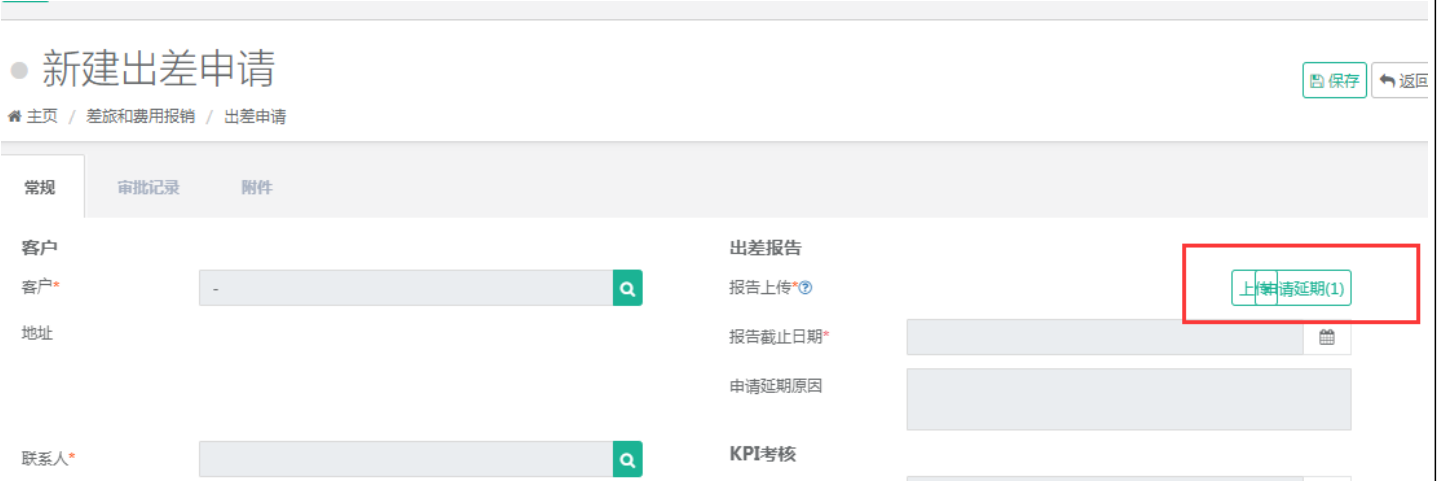 新建出差申请
保存 返回
主页 / 差旅和费用报销 / 出差申请
常规 审批记录 附件
客户
客户*
-
地址
联系人*
出差报告
报告上传*
上传 申请延期(1)
报告截止日期*
申请延期原因
KPI考核